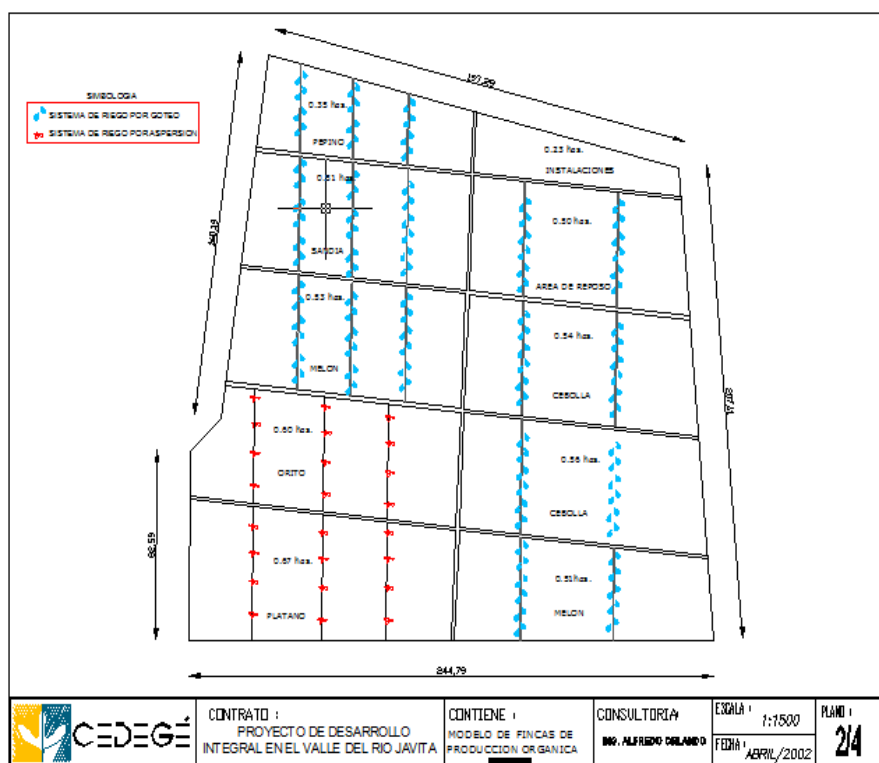 SIMBOLOGIA
SISTEMA DE RIEGO POR GOTEO
SISTEMA DE RIEGO POR ASPERSION
0.35 has.
PEPINO
0.23 has.
INSTALACIONES
0.51 has.
SANDIA
0.50 has.
AREA DE REPOSO
0.53 has.
MELON
0.54 has.
CEBOLLA
0.60 has.
ORITO
0.56 has.
CEBOLLA
82,59
0.67 has.
PLATANO
0.51 has.
MELON
244,79
CEDEGÉ
CONTRATO :
PROYECTO DE DESARROLLO
INTEGRAL EN EL VALLE DEL RIO JAVITA
CONTIENE :
MODELO DE FINCAS DE
PRODUCCION ORGANICA
CONSULTORIA
ING. ALFREDO ORLANDO
ESCALA :
1:1500
FECHA :
ABRIL/2002
PLANO :
2/4